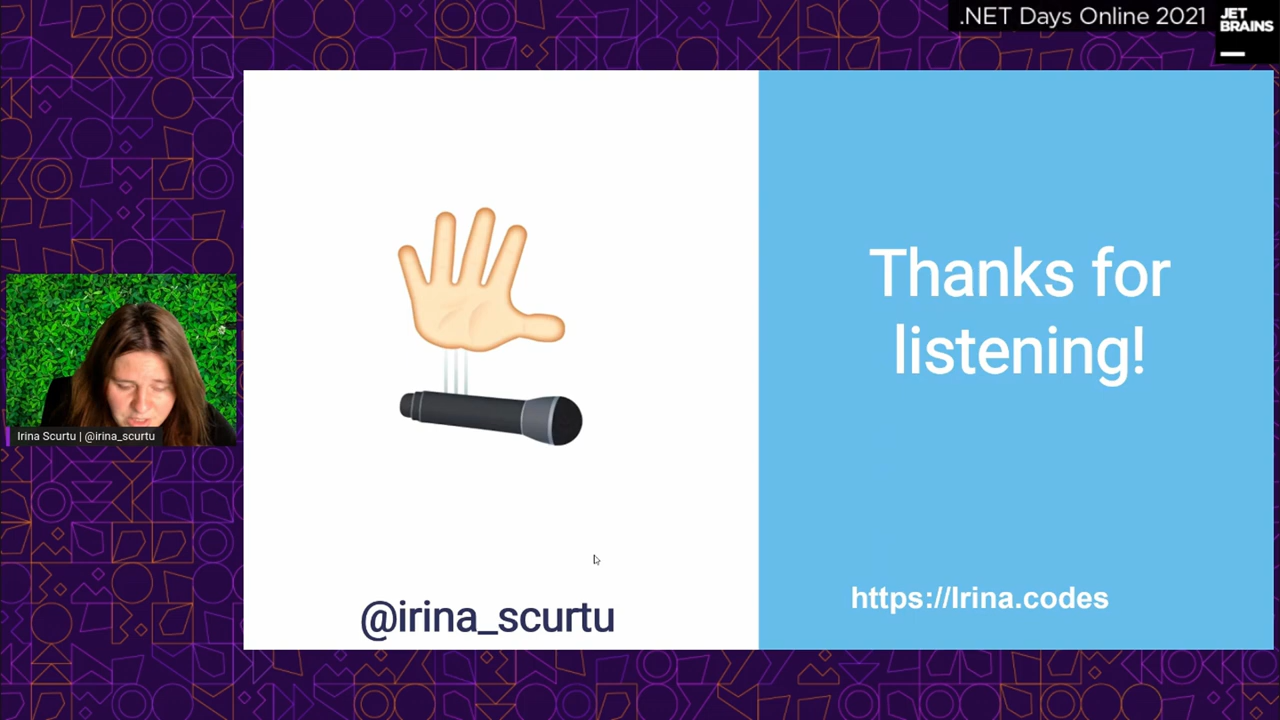 .NET Days Online 2021
JET
BRAINS
Thanks for
listening!
Irina Scurtu | @irina_scurtu
https://Irina.codes
@irina_scurtu